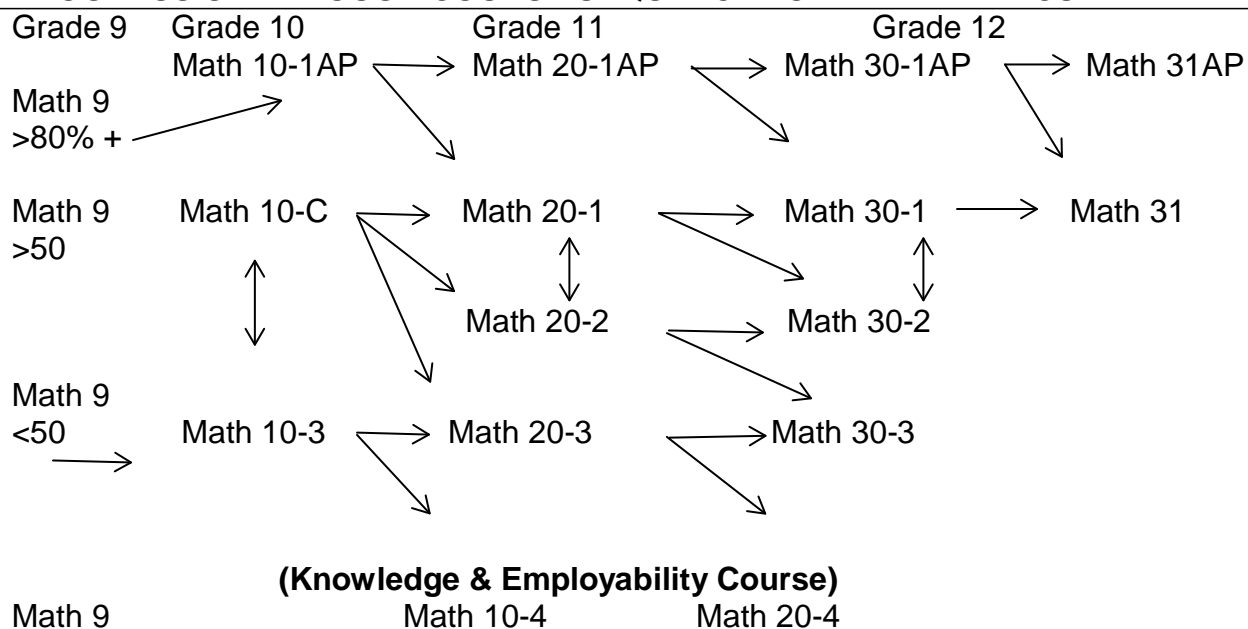 Grade 9 Grade 10 Grade 11 Grade 12
Math 10-1AP Math 20-1AP Math 30-1AP Math 31AP
Math 9
>80% +
Math 9 Math 10-C Math 20-1 Math 30-1 Math 31
>50
Math 20-2 Math 30-2
Math 9
<50 Math 10-3 Math 20-3 Math 30-3
(Knowledge & Employability Course)
Math 9 Math 10-4 Math 20-4